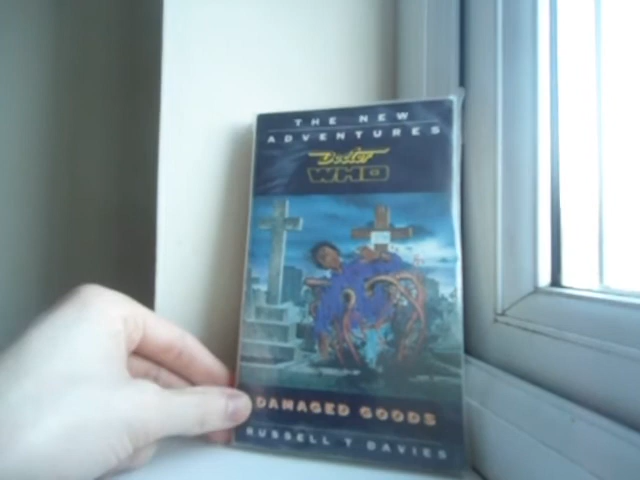 THE NEW
ADVENTURES
Doctor
WHO
DAMAGED GOODS
RUSSELL T DAVIES